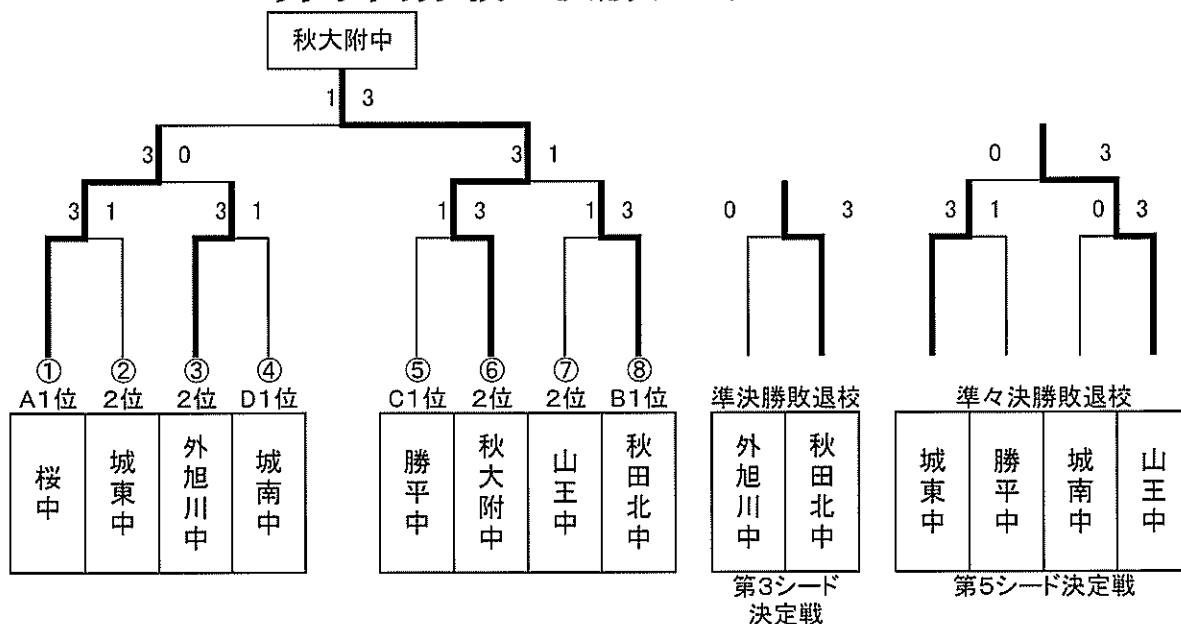 秋大附中
1 3
3 0
3 1
0 3
3 1
3 1
1 3
1 3
0 3
3 1
0 3
① ② ③ ④ ⑤ ⑥ ⑦ ⑧
A1位 2位 2位 D1位 C1位 2位 2位 B1位 準決勝敗退校 準々決勝敗退校
桜中
城東中
外旭川中
城南中
勝平中
秋大附中
山王中
秋田北中
外旭川中
秋田北中
城東中
勝平中
城南中
山王中
第3シード
決定戦
第5シード決定戦